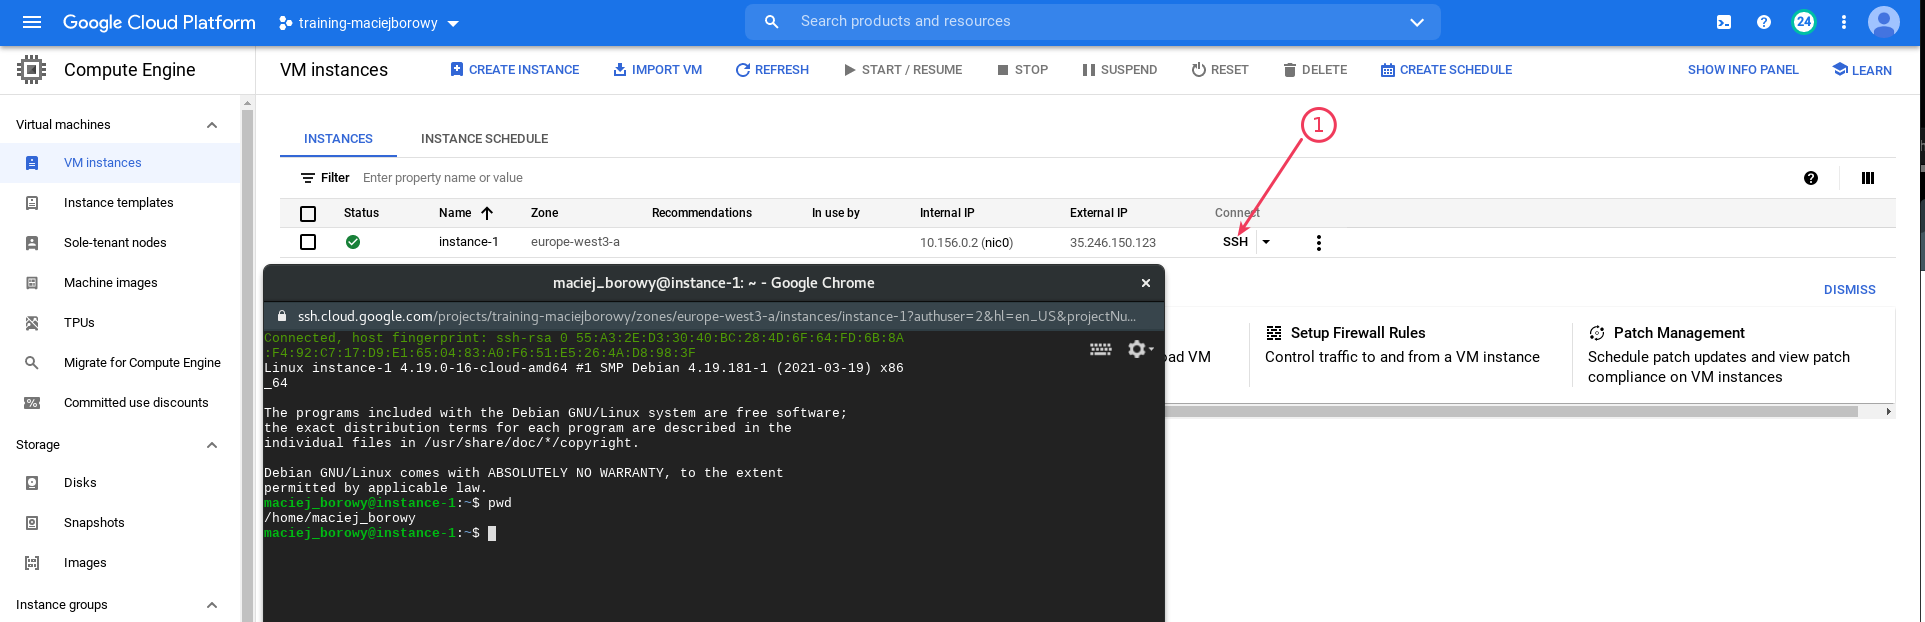 Google Cloud Platform
training-maciejborowy
Search products and resources
24
Compute Engine
VM instances
CREATE INSTANCE
IMPORT VM
REFRESH
START / RESUME
STOP
SUSPEND
RESET
DELETE
CREATE SCHEDULE
SHOW INFO PANEL
LEARN
Virtual machines
VM instances
Instance templates
Sole-tenant nodes
Machine images
TPUs
Migrate for Compute Engine
Committed use discounts
Storage
Disks
Snapshots
Images
Instance groups
1
INSTANCES
INSTANCE SCHEDULE
Filter
Enter property name or value
Status
Name
Zone
Recommendations
In use by
Internal IP
External IP
Connect
instance-1
europe-west3-a
10.156.0.2 (nic0)
35.246.150.123
SSH
DISMISS
maciej_borowy@instance-1: ~ - Google Chrome
ssh.cloud.google.com/projects/training-maciejborowy/zones/europe-west3-a/instances/instance-1?authuser=2&hl=en_US&projectNu...
Connected, host fingerprint: ssh-rsa 0 55:A3:2E:D3:30:40:BC:28:4D:6F:64:FD:6B:8A
:F4:92:C7:17:D9:E1:65:04:83:A0:F6:51:E5:26:4A:D8:98:3F
Linux instance-1 4.19.0-16-cloud-amd64 #1 SMP Debian 4.19.181-1 (2021-03-19) x86
_64
The programs included with the Debian GNU/Linux system are free software;
the exact distribution terms for each program are described in the
individual files in /usr/share/doc/*/copyright.
Debian GNU/Linux comes with ABSOLUTELY NO WARRANTY, to the extent
permitted by applicable law.
maciej_borowy@instance-1:~$ pwd
/home/maciej_borowy
maciej_borowy@instance-1:~$
VM
Setup Firewall Rules
Control traffic to and from a VM instance
Patch Management
Schedule patch updates and view patch
compliance on VM instances